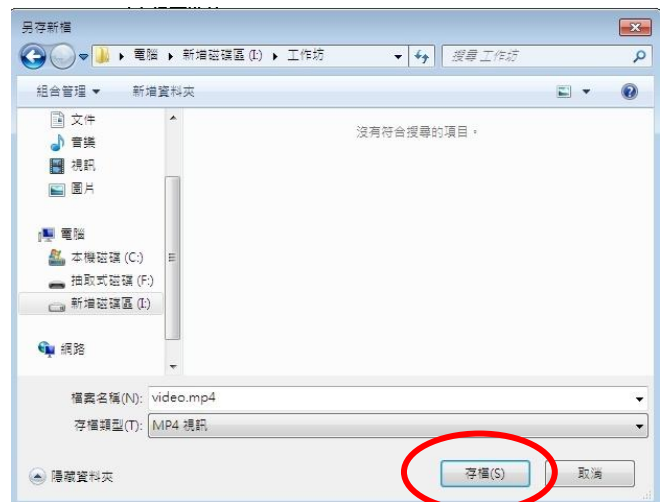 另存新檔
電腦 ▸ 新增磁碟區 (I:) ▸ 工作坊
搜尋 工作坊
組合管理 ▼ 新增資料夾
文件
音樂
視訊
圖片
沒有符合搜尋的項目。
電腦
本機磁碟 (C:)
抽取式磁碟 (F:)
新增磁碟區 (I:)
網路
檔案名稱(N): video.mp4
存檔類型(T): MP4 視訊
隱藏資料夾
存檔(S)
取消